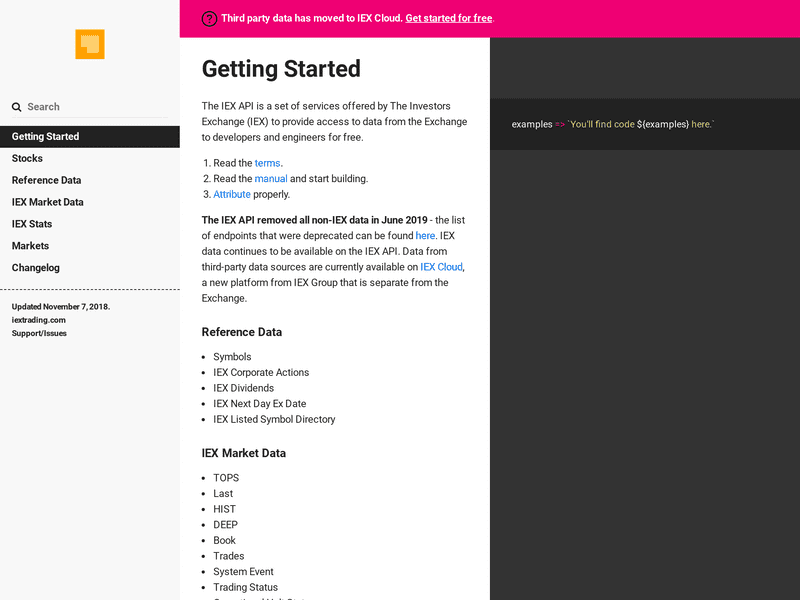 Third party data has moved to IEX Cloud. Get started for free.
Search
Getting Started
Stocks
Reference Data
IEX Market Data
IEX Stats
Markets
Changelog
Updated November 7, 2018.
iextrading.com
Support/Issues
Getting Started
The IEX API is a set of services offered by The Investors
Exchange (IEX) to provide access to data from the Exchange
to developers and engineers for free.
1. Read the terms.
2. Read the manual and start building.
3. Attribute properly.
The IEX API removed all non-IEX data in June 2019 - the list
of endpoints that were deprecated can be found here. IEX
data continues to be available on the IEX API. Data from
third-party data sources are currently available on IEX Cloud,
a new platform from IEX Group that is separate from the
Exchange.
Reference Data
• Symbols
• IEX Corporate Actions
• IEX Dividends
• IEX Next Day Ex Date
• IEX Listed Symbol Directory
IEX Market Data
• TOPS
• Last
• HIST
• DEEP
• Book
• Trades
• System Event
• Trading Status
examples => `You'll find code ${examples} here.`